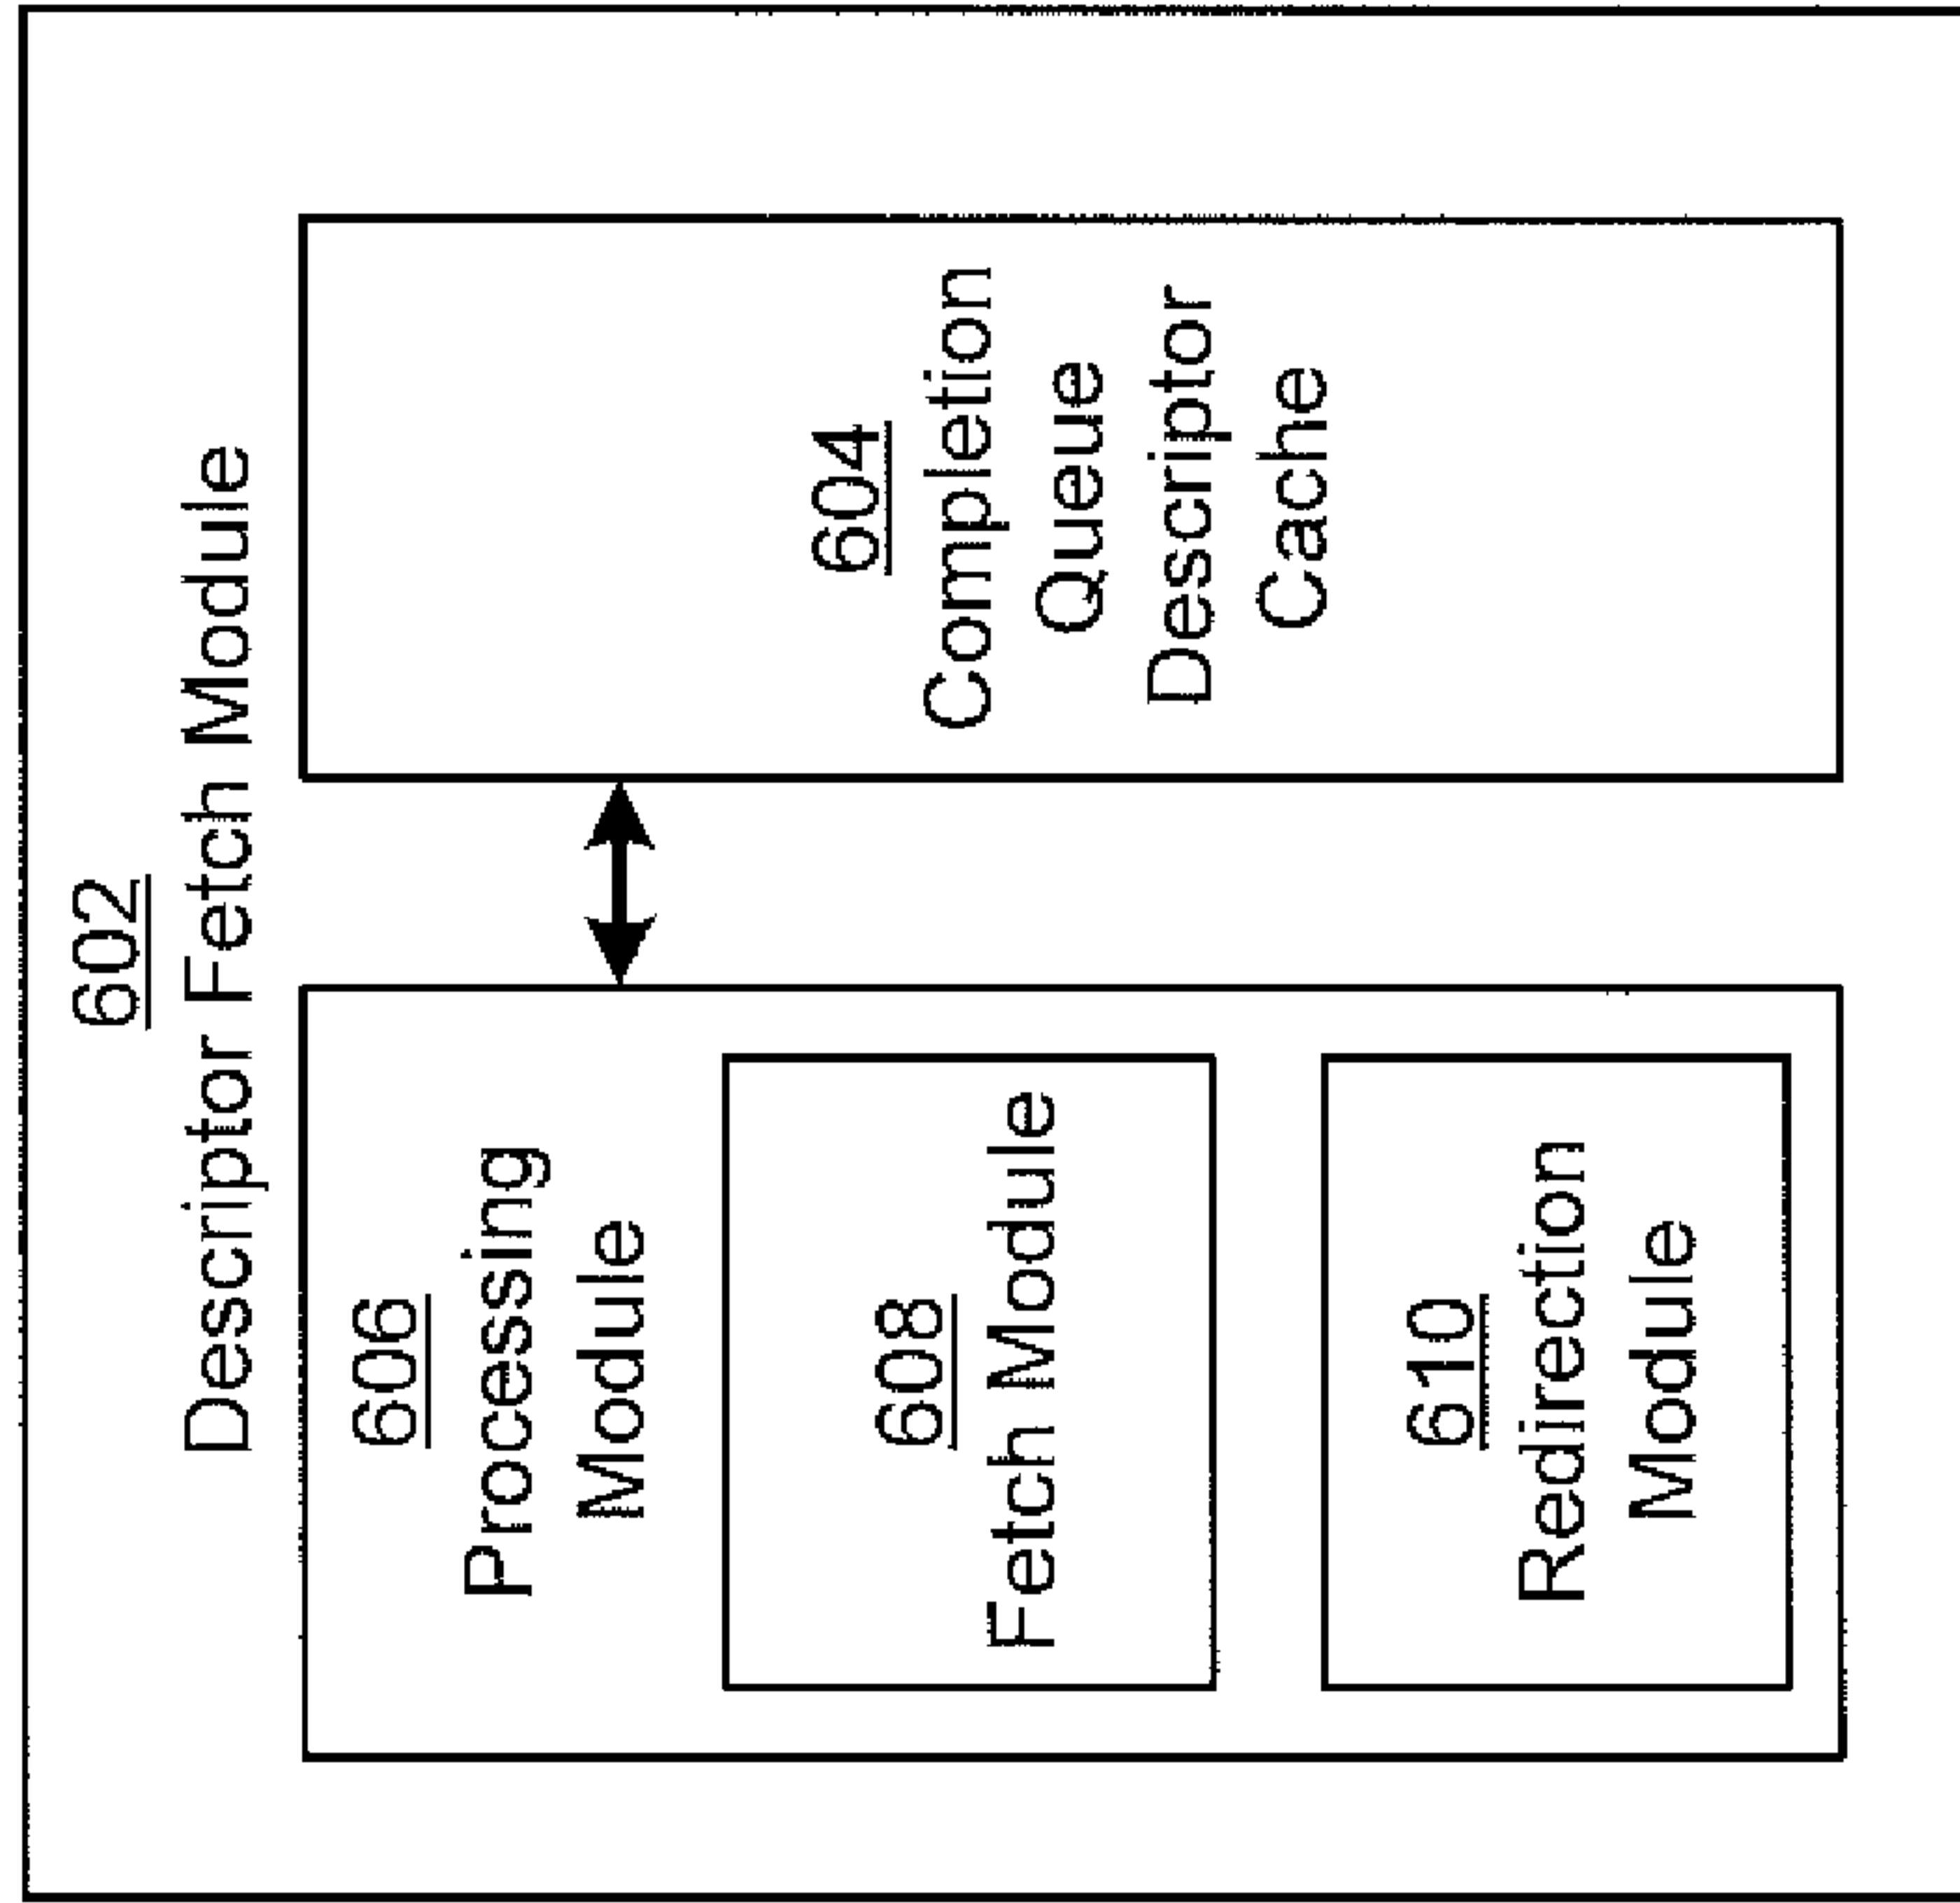 602
Descriptor Fetch Module
606
Processing
Module
608
Fetch Module
610
Redirection
Module
604
Completion
Queue
Descriptor
Cache